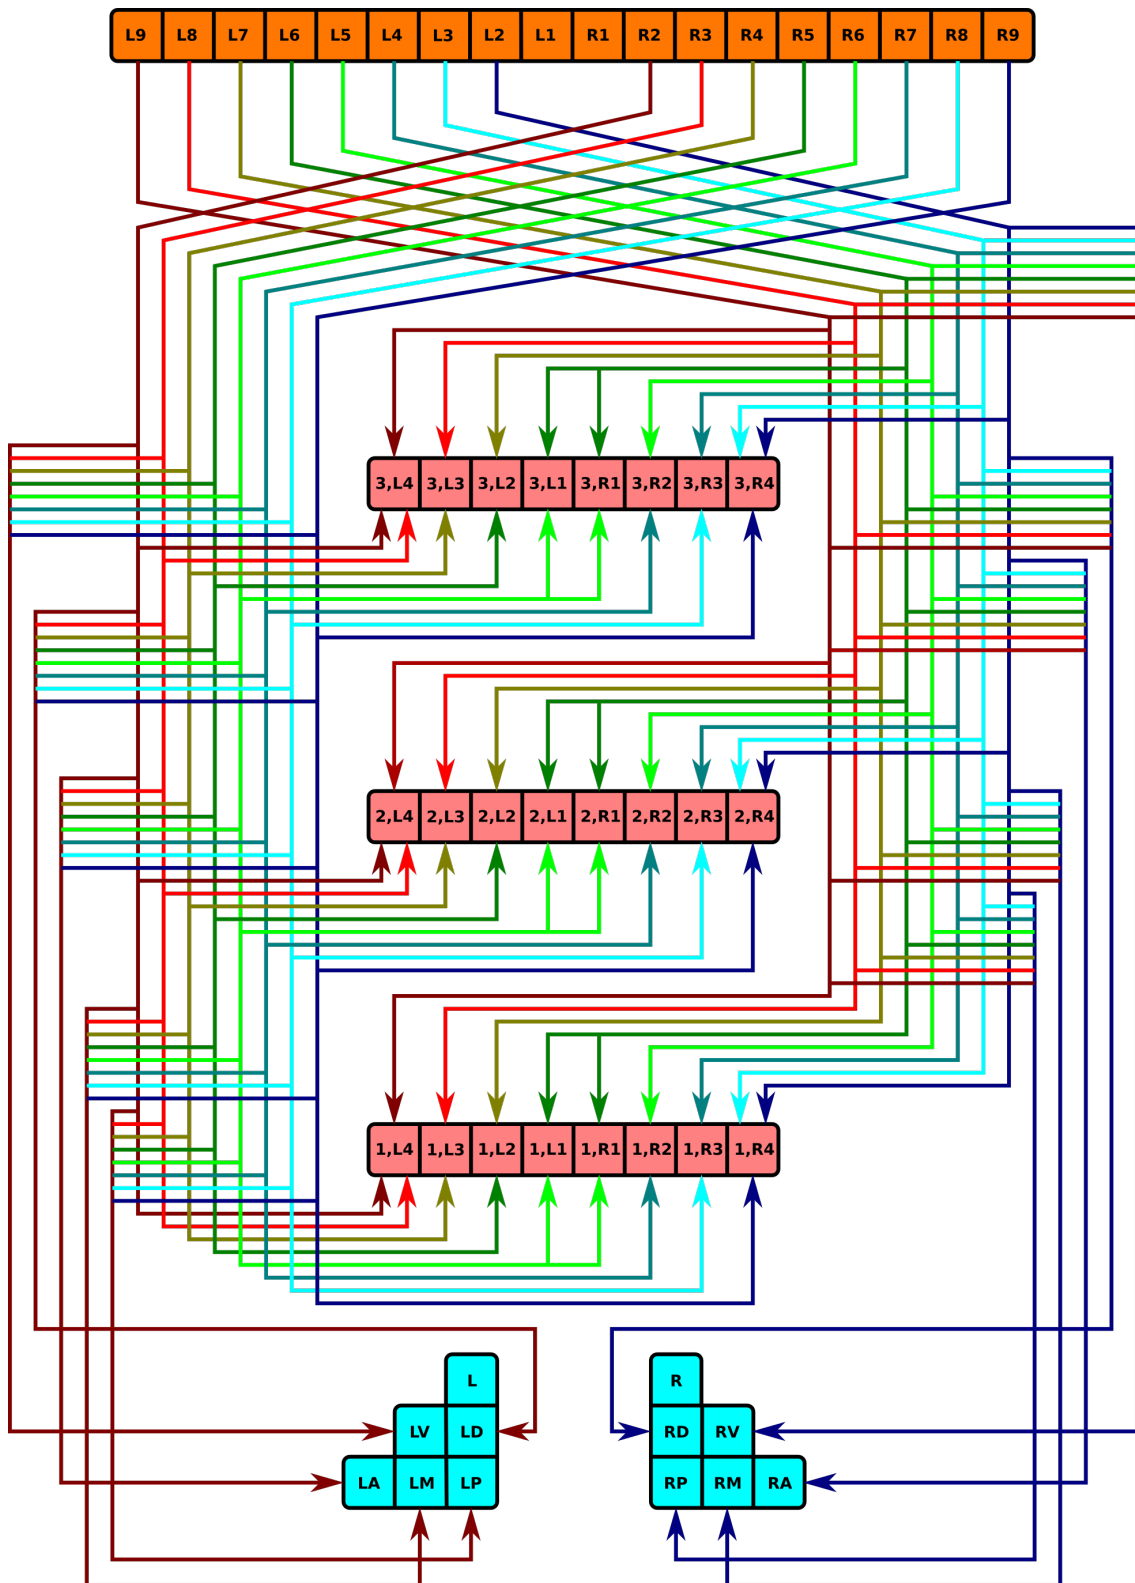 L9 L8 L7 L6 L5 L4 L3 L2 L1 R1 R2 R3 R4 R5 R6 R7 R8 R9
3,L4 3,L3 3,L2 3,L1 3,R1 3,R2 3,R3 3,R4
2,L4 2,L3 2,L2 2,L1 2,R1 2,R2 2,R3 2,R4
1,L4 1,L3 1,L2 1,L1 1,R1 1,R2 1,R3 1,R4
L R
LV LD RD RV
LA LM LP RP RM RA